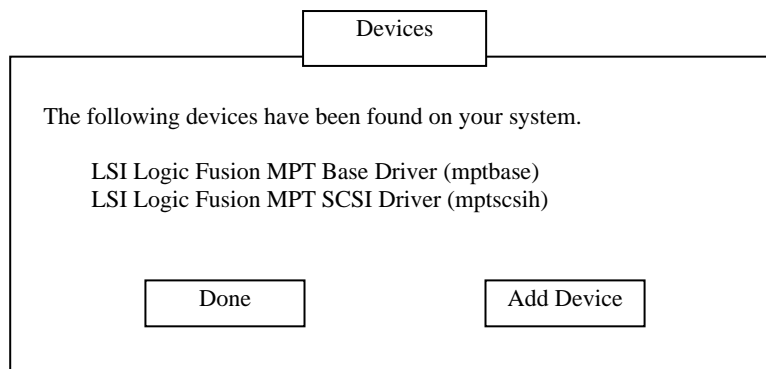 Devices
The following devices have been found on your system.
LSI Logic Fusion MPT Base Driver (mptbase)
LSI Logic Fusion MPT SCSI Driver (mptscsih)
Done
Add Device